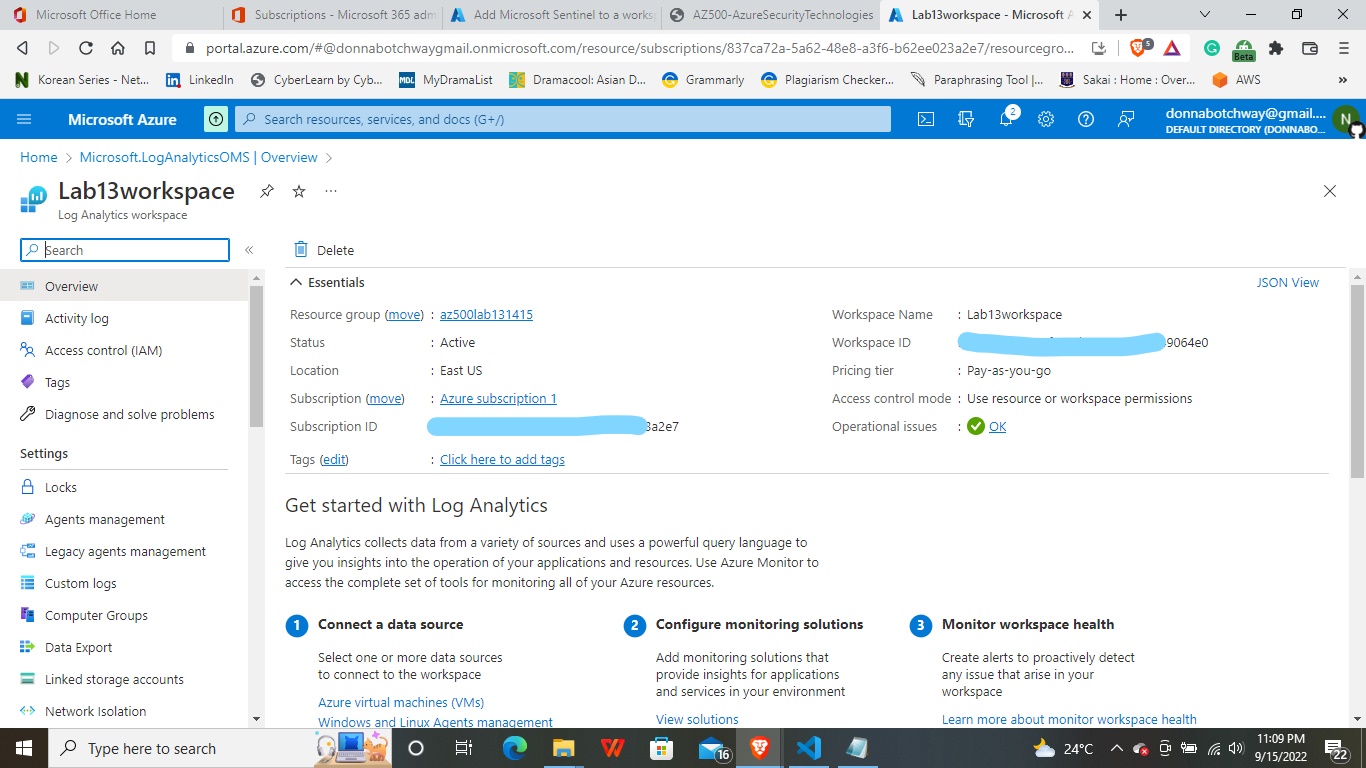 Microsoft Office Home
Subscriptions - Microsoft 365 adm
Add Microsoft Sentinel to a works
AZ500-AzureSecurityTechnologies
Lab13workspace - Microsoft A
portal.azure.com/#@donnabotchwaygmail.onmicrosoft.com/resource/subscriptions/837ca72a-5a62-48e8-a3f6-b62ee023a2e7/resourcegro...
5
Beta
Korean Series - Net...
LinkedIn
CyberLearn by Cyb...
MDL MyDramaList
Dramacool: Asian D...
Grammarly
Plagiarism Checker...
Paraphrasing Tool |...
Sakai : Home : Over...
AWS
Microsoft Azure
Search resources, services, and docs (G+/)
2
donnabotchway@gmail....
DEFAULT DIRECTORY (DONNABO...
N
Home > Microsoft.LogAnalyticsOMS | Overview >
Lab13workspace
Log Analytics workspace
Search
Overview
Activity log
Access control (IAM)
Tags
Diagnose and solve problems
Settings
Locks
Agents management
Legacy agents management
Custom logs
Computer Groups
Data Export
Linked storage accounts
Network Isolation
Delete
Essentials
JSON View
Resource group (move) : az500lab131415
Status : Active
Location : East US
Subscription (move) : Azure subscription 1
Subscription ID 3a2e7
Tags (edit) : Click here to add tags
Workspace Name : Lab13workspace
Workspace ID 9064e0
Pricing tier : Pay-as-you-go
Access control mode : Use resource or workspace permissions
Operational issues : OK
Get started with Log Analytics
Log Analytics collects data from a variety of sources and uses a powerful query language to
give you insights into the operation of your applications and resources. Use Azure Monitor to
access the complete set of tools for monitoring all of your Azure resources.
1 Connect a data source
Select one or more data sources
to connect to the workspace
Azure virtual machines (VMs)
Windows and Linux Agents management
2 Configure monitoring solutions
Add monitoring solutions that
provide insights for applications
and services in your environment
View solutions
3 Monitor workspace health
Create alerts to proactively detect
any issue that arise in your
workspace
Learn more about monitor workspace health
Type here to search
16
24°C
11:09 PM
9/15/2022
22